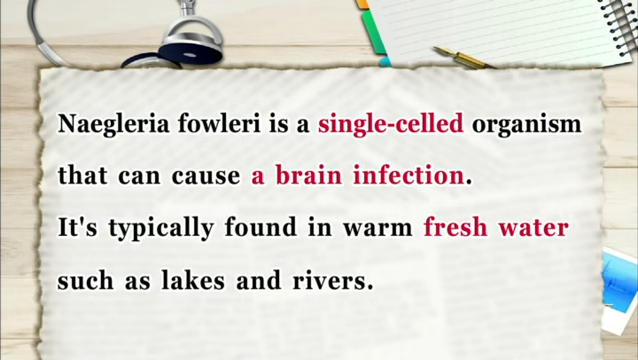 Naegleria fowleri is a single-celled organism
that can cause a brain infection.
It's typically found in warm fresh water
such as lakes and rivers.